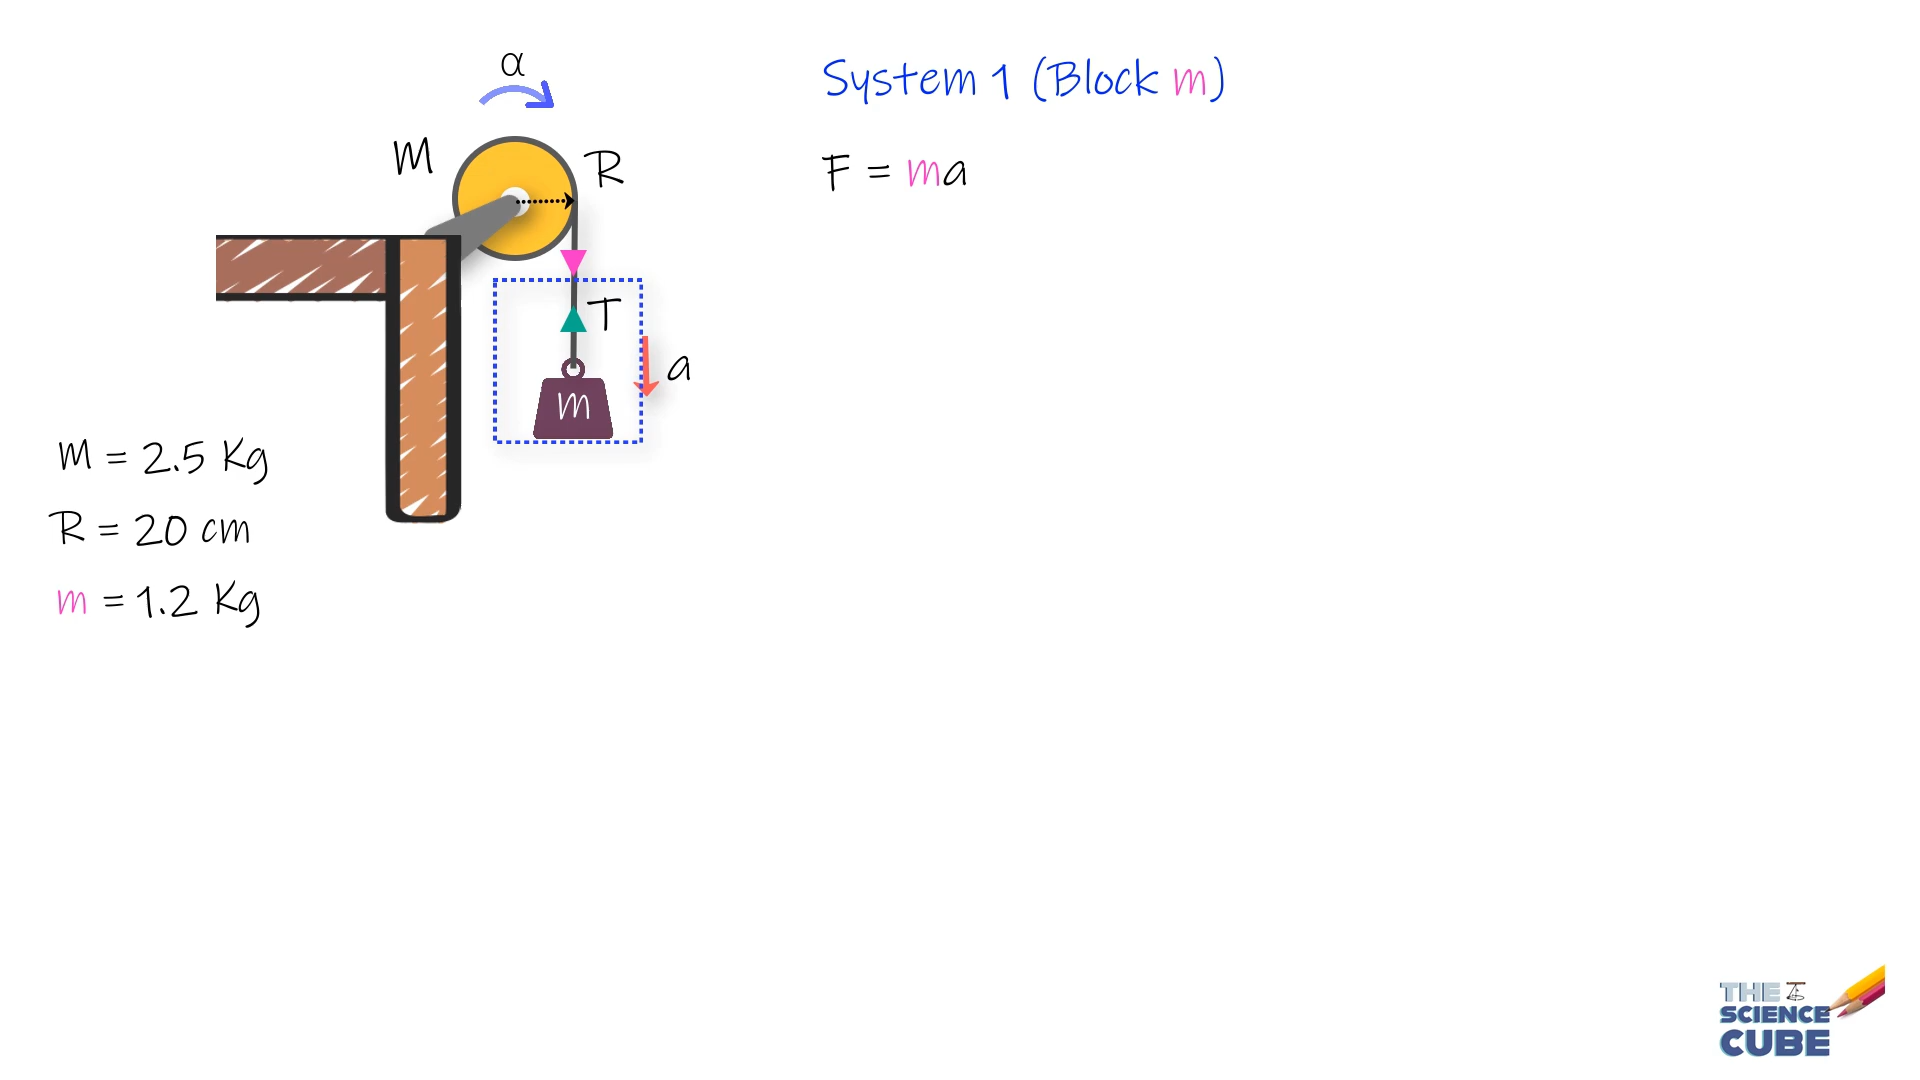 α
M
R
T
a
m
M = 2.5 Kg
R = 20 cm
m = 1.2 Kg
System 1 (Block m)
F = ma
THE
SCIENCE
CUBE